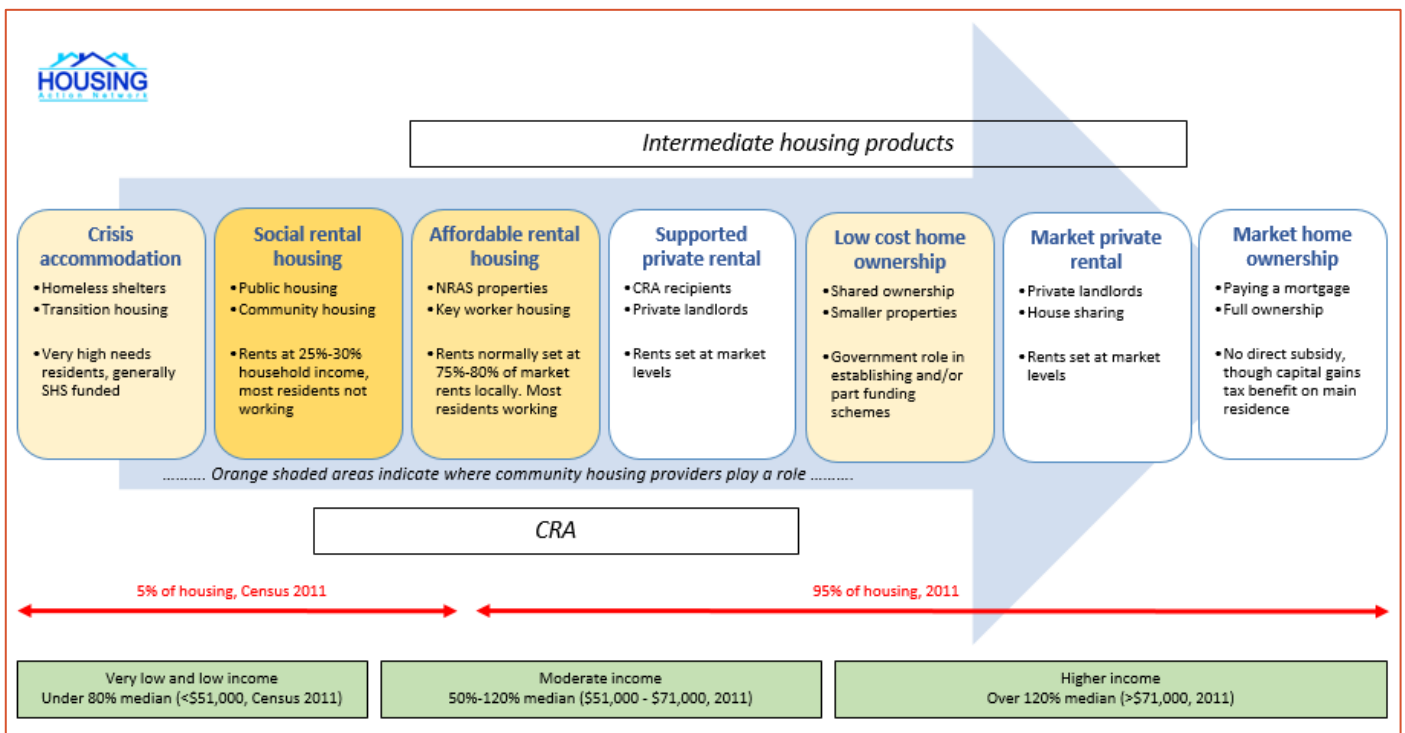 HOUSING
Action Network
Intermediate housing products
Crisis
accommodation
•Homeless shelters
•Transition housing
•Very high needs
residents, generally
SHS funded
Social rental
housing
•Public housing
•Community housing
•Rents at 25%-30%
household income,
most residents not
working
Affordable rental
housing
•NRAS properties
•Key worker housing
•Rents normally set at
75%-80% of market
rents locally. Most
residents working
Supported
private rental
•CRA recipients
•Private landlords
•Rents set at market
levels
Low cost home
ownership
•Shared ownership
•Smaller properties
•Government role in
establishing and/or
part funding
schemes
Market private
rental
•Private landlords
•House sharing
•Rents set at market
levels
Market home
ownership
•Paying a mortgage
•Full ownership
•No direct subsidy,
though capital gains
tax benefit on main
residence
.......... Orange shaded areas indicate where community housing providers play a role ..........
CRA
5% of housing, Census 2011
95% of housing, 2011
Very low and low income
Under 80% median (<$51,000, Census 2011)
Moderate income
50%-120% median ($51,000 - $71,000, 2011)
Higher income
Over 120% median (>$71,000, 2011)